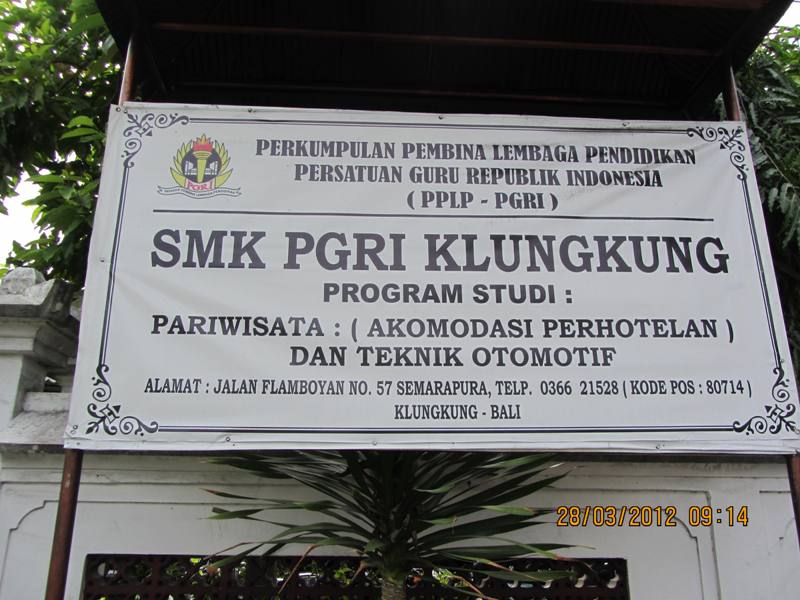 PERKUMPULAN PEMBINA LEMBAGA PENDIDIKAN
PERSATUAN GURU REPUBLIK INDONESIA
( PPLP - PGRI )
PGRI
SMK PGRI KLUNGKUNG
PROGRAM STUDI :
PARIWISATA : ( AKOMODASI PERHOTELAN )
DAN TEKNIK OTOMOTIF
ALAMAT : JALAN FLAMBOYAN NO. 57 SEMARAPURA, TELP. 0366 21528 ( KODE POS : 80714 )
KLUNGKUNG - BALI
28/03/2012 09:14